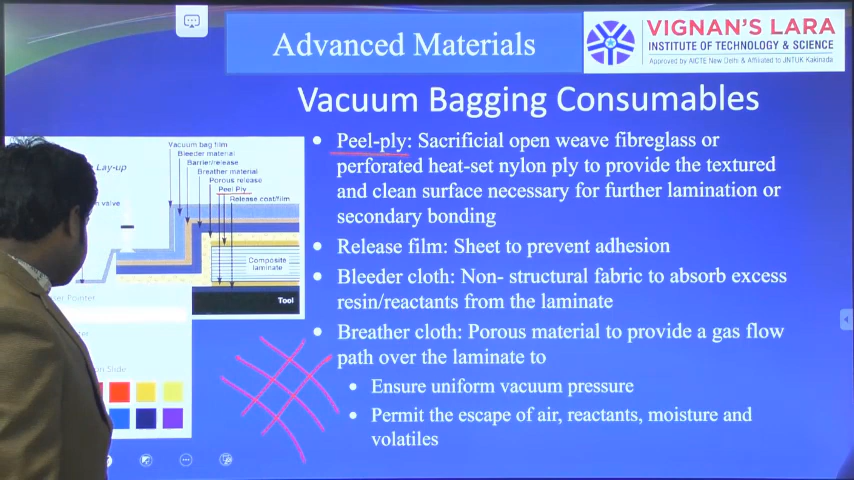 Advanced Materials
VIGNAN'S LARA
INSTITUTE OF TECHNOLOGY & SCIENCE
Approved by AICTE New Delhi & Affiliated to JNTUK Kakinada
Vacuum Bagging Consumables
Lay-up
valve
Vacuum bag film
Bleeder material
Barrier/release
Breather material
Porous release
Peel Ply
Release coat/film
Composite
laminate
Tool
Pointer
on Slide
• Peel-ply: Sacrificial open weave fibreglass or
perforated heat-set nylon ply to provide the textured
and clean surface necessary for further lamination or
secondary bonding
• Release film: Sheet to prevent adhesion
• Bleeder cloth: Non- structural fabric to absorb excess
resin/reactants from the laminate
• Breather cloth: Porous material to provide a gas flow
path over the laminate to
• Ensure uniform vacuum pressure
• Permit the escape of air, reactants, moisture and
volatiles